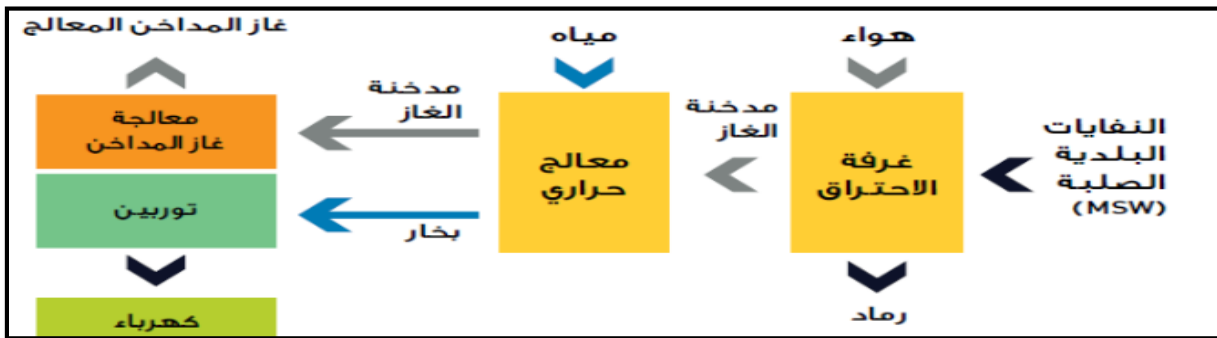 هواء
مياه
غاز المداخن المعالج
النفايات
البلدية
الصلبة
(MSW)
غرفة
الاحتراق
مدخنة
الغاز
معالج
حراري
مدخنة
الغاز
معالجة
غاز المداخن
بخار
توربين
رماد
كهرباء